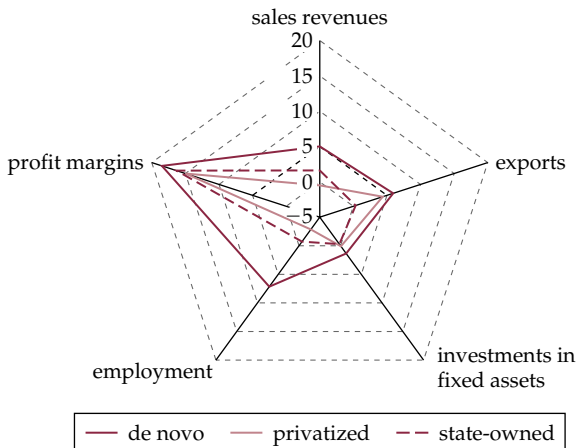 sales revenues
20
15
10
5
0
−5
profit margins
exports
employment
investments in
fixed assets
de novo privatized state-owned